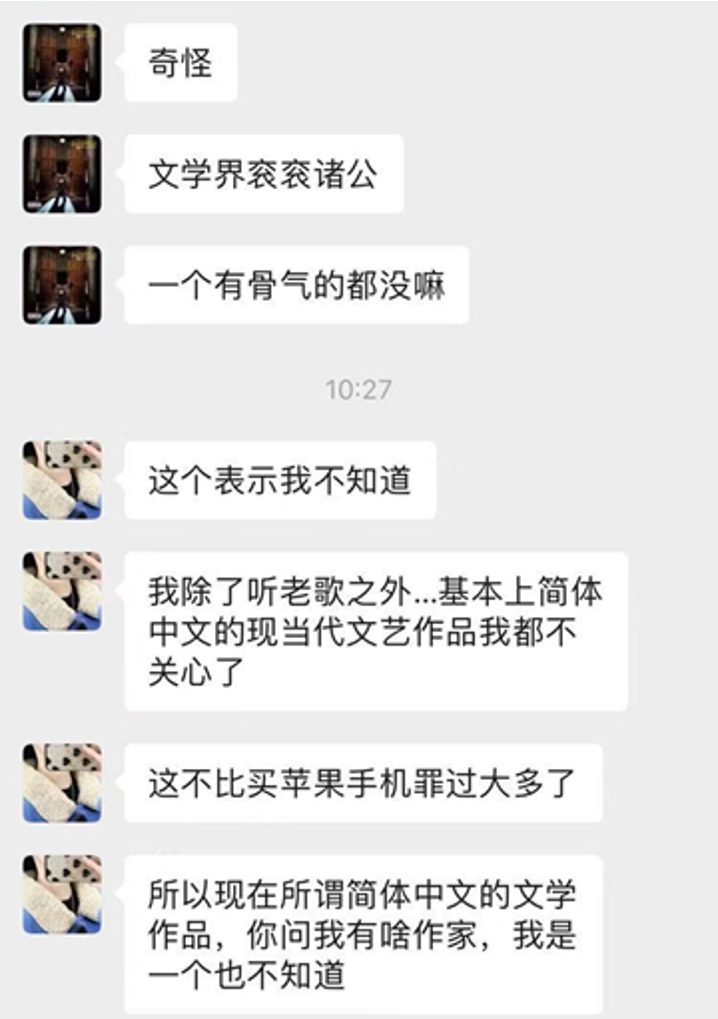 奇怪
文学界衮衮诸公
一个有骨气的都没嘛
10:27
这个表示我不知道
我除了听老歌之外...基本上简体
中文的现当代文艺作品我都不
关心了
这不比买苹果手机罪过大多了
所以现在所谓简体中文的文学
作品，你问我有啥作家，我是
一个也不知道